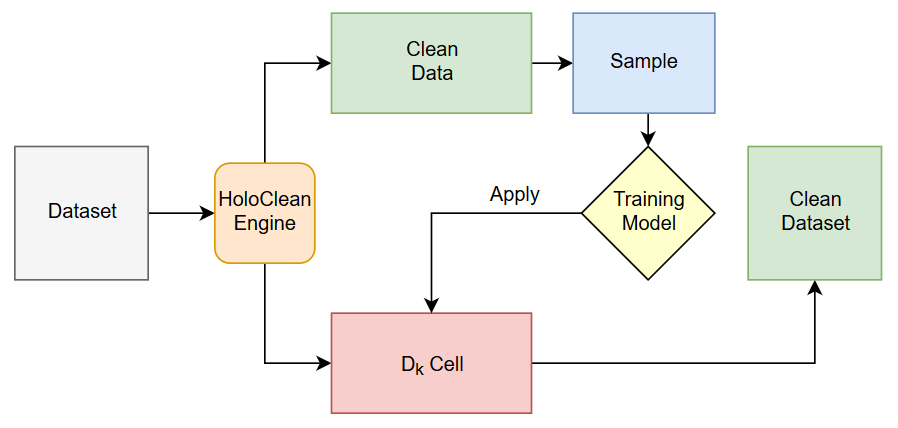 Clean
Data
Sample
Dataset
HoloClean
Engine
Apply
Training
Model
Clean
Dataset
Dₖ Cell